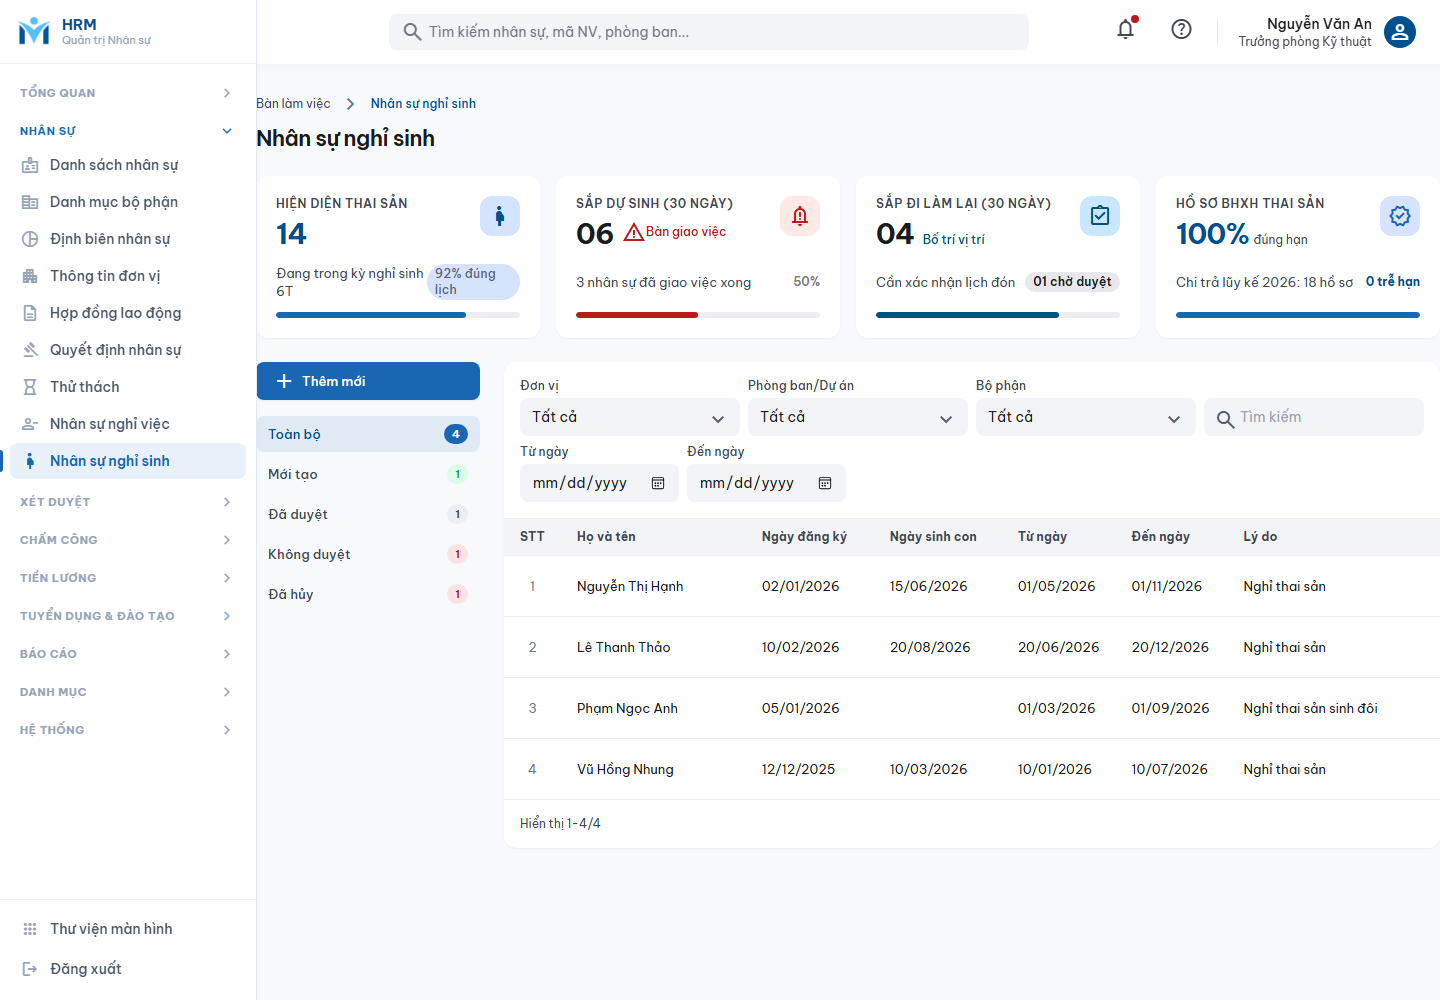 HRM
Quản trị Nhân sự
Tìm kiếm nhân sự, mã NV, phòng ban...
Nguyễn Văn An
Trưởng phòng Kỹ thuật
TỔNG QUAN
NHÂN SỰ
Danh sách nhân sự
Danh mục bộ phận
Định biên nhân sự
Thông tin đơn vị
Hợp đồng lao động
Quyết định nhân sự
Thử thách
Nhân sự nghỉ việc
Nhân sự nghỉ sinh
XÉT DUYỆT
CHẤM CÔNG
TIỀN LƯƠNG
TUYỂN DỤNG & ĐÀO TẠO
BÁO CÁO
DANH MỤC
HỆ THỐNG
Thư viện màn hình
Đăng xuất
Bàn làm việc
Nhân sự nghỉ sinh
Nhân sự nghỉ sinh
HIỆN DIỆN THAI SẢN
14
Đang trong kỳ nghỉ sinh 6T
92% đúng lịch
SẮP DỰ SINH (30 NGÀY)
06 Bàn giao việc
3 nhân sự đã giao việc xong 50%
SẮP ĐI LÀM LẠI (30 NGÀY)
04 Bố trí vị trí
Cần xác nhận lịch đón 01 chờ duyệt
HỒ SƠ BHXH THAI SẢN
100% đúng hạn
Chi trả lũy kế 2026: 18 hồ sơ 0 trễ hạn
Thêm mới
Toàn bộ 4
Mới tạo 1
Đã duyệt 1
Không duyệt 1
Đã hủy 1
Đơn vị Phòng ban/Dự án Bộ phận
Tất cả Tất cả Tất cả Tìm kiếm
Từ ngày Đến ngày
mm/dd/yyyy mm/dd/yyyy
STT Họ và tên Ngày đăng ký Ngày sinh con Từ ngày Đến ngày Lý do
1 Nguyễn Thị Hạnh 02/01/2026 15/06/2026 01/05/2026 01/11/2026 Nghỉ thai sản
2 Lê Thanh Thảo 10/02/2026 20/08/2026 20/06/2026 20/12/2026 Nghỉ thai sản
3 Phạm Ngọc Anh 05/01/2026 01/03/2026 01/09/2026 Nghỉ thai sản sinh đôi
4 Vũ Hồng Nhung 12/12/2025 10/03/2026 10/01/2026 10/07/2026 Nghỉ thai sản
Hiển thị 1-4/4